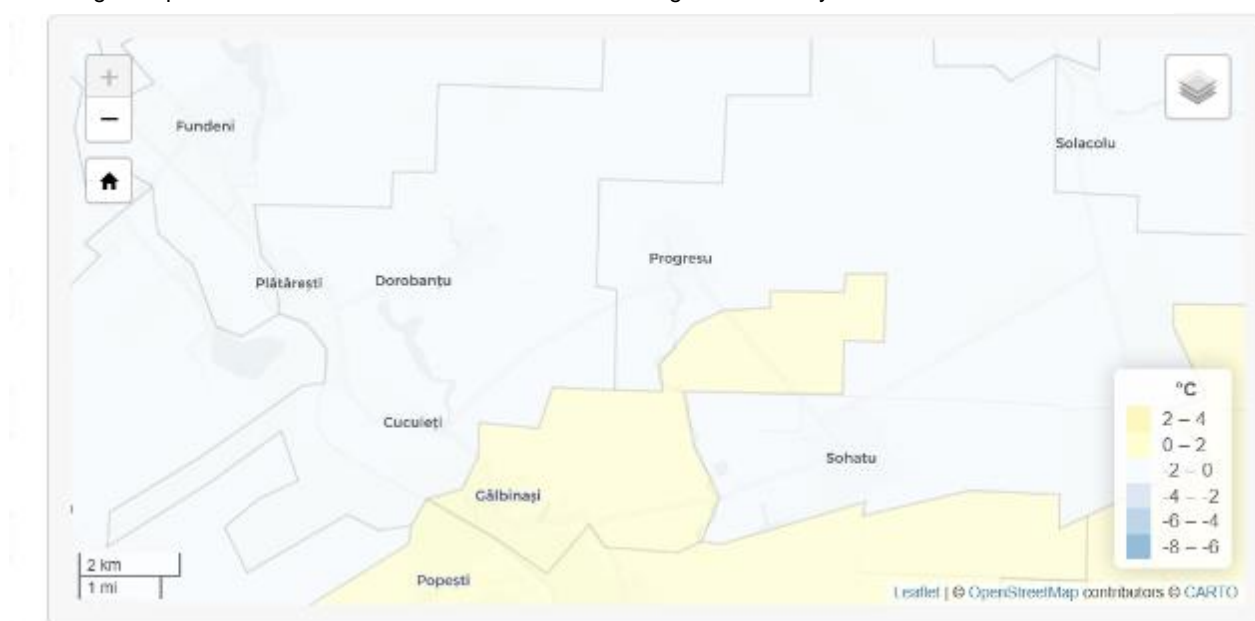 +
−
Fundeni
Solacolu
Progresu
Plătărești
Dorobanțu
Cucuieți
Sohatu
Gălbinași
Popești
°C
2 – 4
0 – 2
-2 – 0
-4 – -2
-6 – -4
-8 – -6
2 km
1 mi
Leaflet | © OpenStreetMap contributors © CARTO